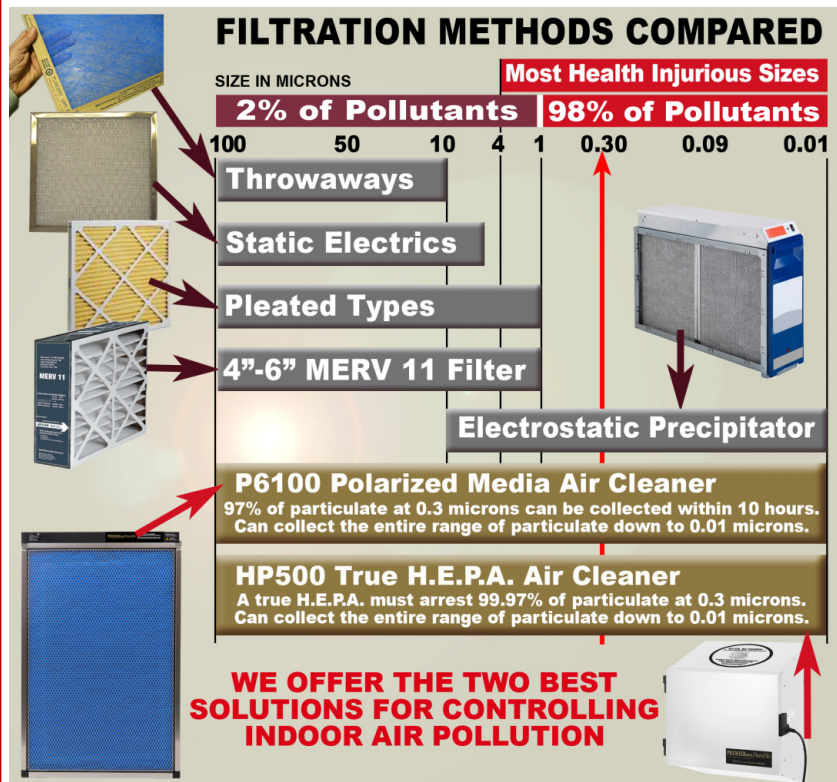 FILTRATION METHODS COMPARED
SIZE IN MICRONS
Most Health Injurious Sizes
2% of Pollutants
98% of Pollutants
100 50 10 4 1 0.30 0.09 0.01
Throwaways
Static Electrics
Pleated Types
MERV 11
4”-6” MERV 11 Filter
Electrostatic Precipitator
P6100 Polarized Media Air Cleaner
97% of particulate at 0.3 microns can be collected within 10 hours.
Can collect the entire range of particulate down to 0.01 microns.
HP500 True H.E.P.A. Air Cleaner
A true H.E.P.A. must arrest 99.97% of particulate at 0.3 microns.
Can collect the entire range of particulate down to 0.01 microns.
WE OFFER THE TWO BEST
SOLUTIONS FOR CONTROLLING
INDOOR AIR POLLUTION